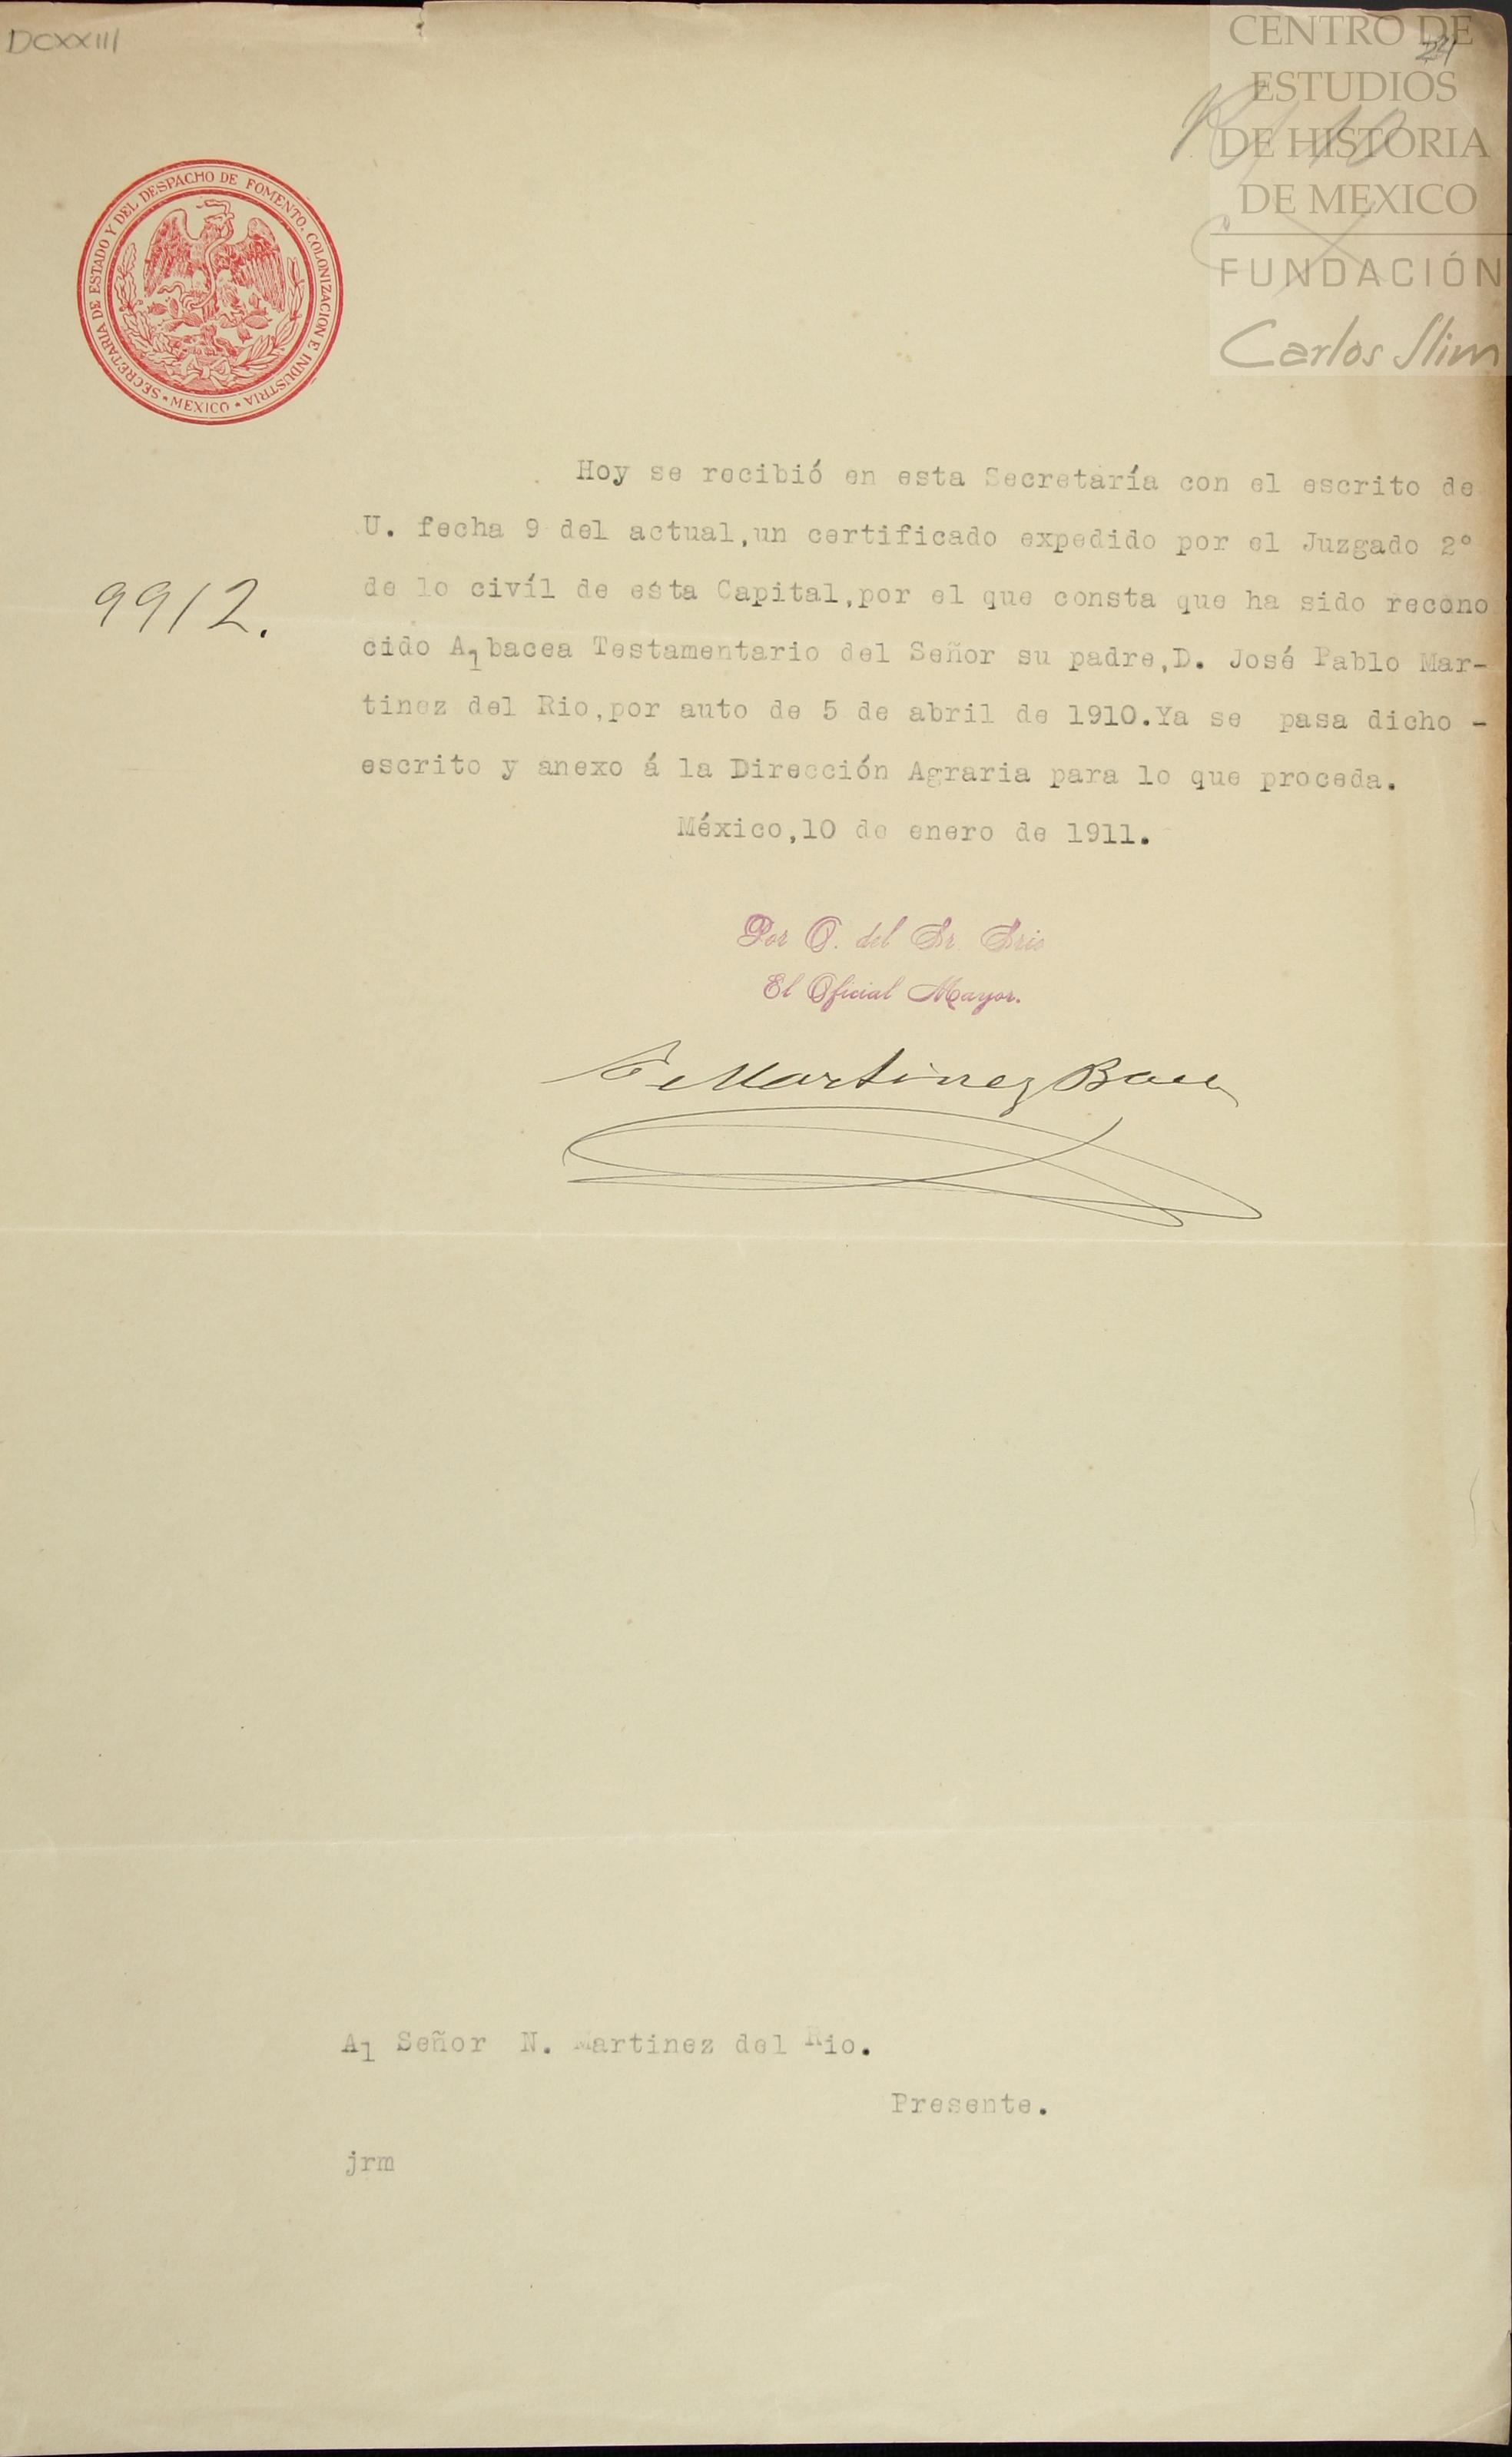 DCXXIII
24
CENTRO DE
ESTUDIOS
DE HISTORIA
DE MEXICO
FUNDACIÓN
Carlos Slim
SECRETARIA DE ESTADO Y DEL DESPACHO DE FOMENTO, COLONIZACION E INDUSTRIA
* MEXICO *
Hoy se recibió en esta Secretaría con el escrito de
U. fecha 9 del actual,un certificado expedido por el Juzgado 2°
9912.
de lo civíl de esta Capital,por el que consta que ha sido recono
cido Albacea Testamentario del Señor su padre,D. José Pablo Mar-
tinez del Rio,por auto de 5 de abril de 1910.Ya se pasa dicho -
escrito y anexo á la Dirección Agraria para lo que proceda.
México,10 de enero de 1911.
Por O. del Sr. Srio
El Oficial Mayor.
Martinez Baca
Al Señor N. Martinez del Rio.
Presente.
jrm